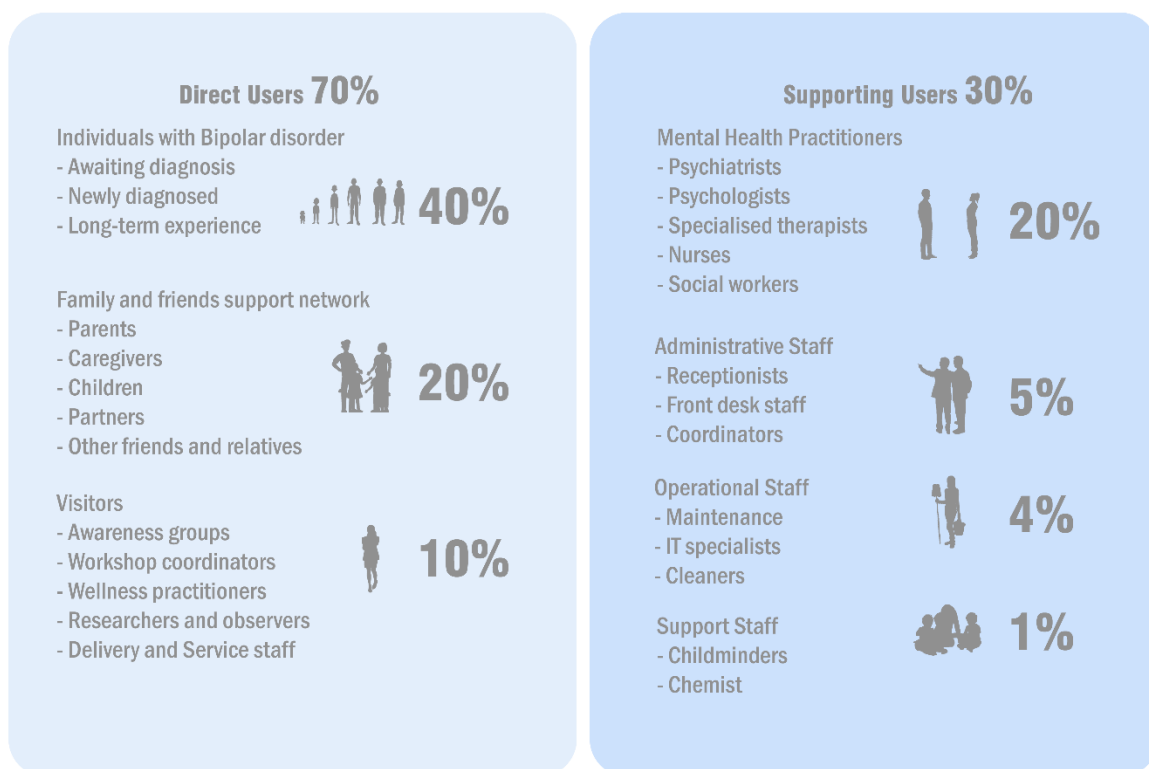 Direct Users 70%
Individuals with Bipolar disorder
- Awaiting diagnosis
- Newly diagnosed
- Long-term experience
40%
Family and friends support network
- Parents
- Caregivers
- Children
- Partners
- Other friends and relatives
20%
Visitors
- Awareness groups
- Workshop coordinators
- Wellness practitioners
- Researchers and observers
- Delivery and Service staff
10%
Supporting Users 30%
Mental Health Practitioners
- Psychiatrists
- Psychologists
- Specialised therapists
- Nurses
- Social workers
20%
Administrative Staff
- Receptionists
- Front desk staff
- Coordinators
5%
Operational Staff
- Maintenance
- IT specialists
- Cleaners
4%
Support Staff
- Childminders
- Chemist
1%